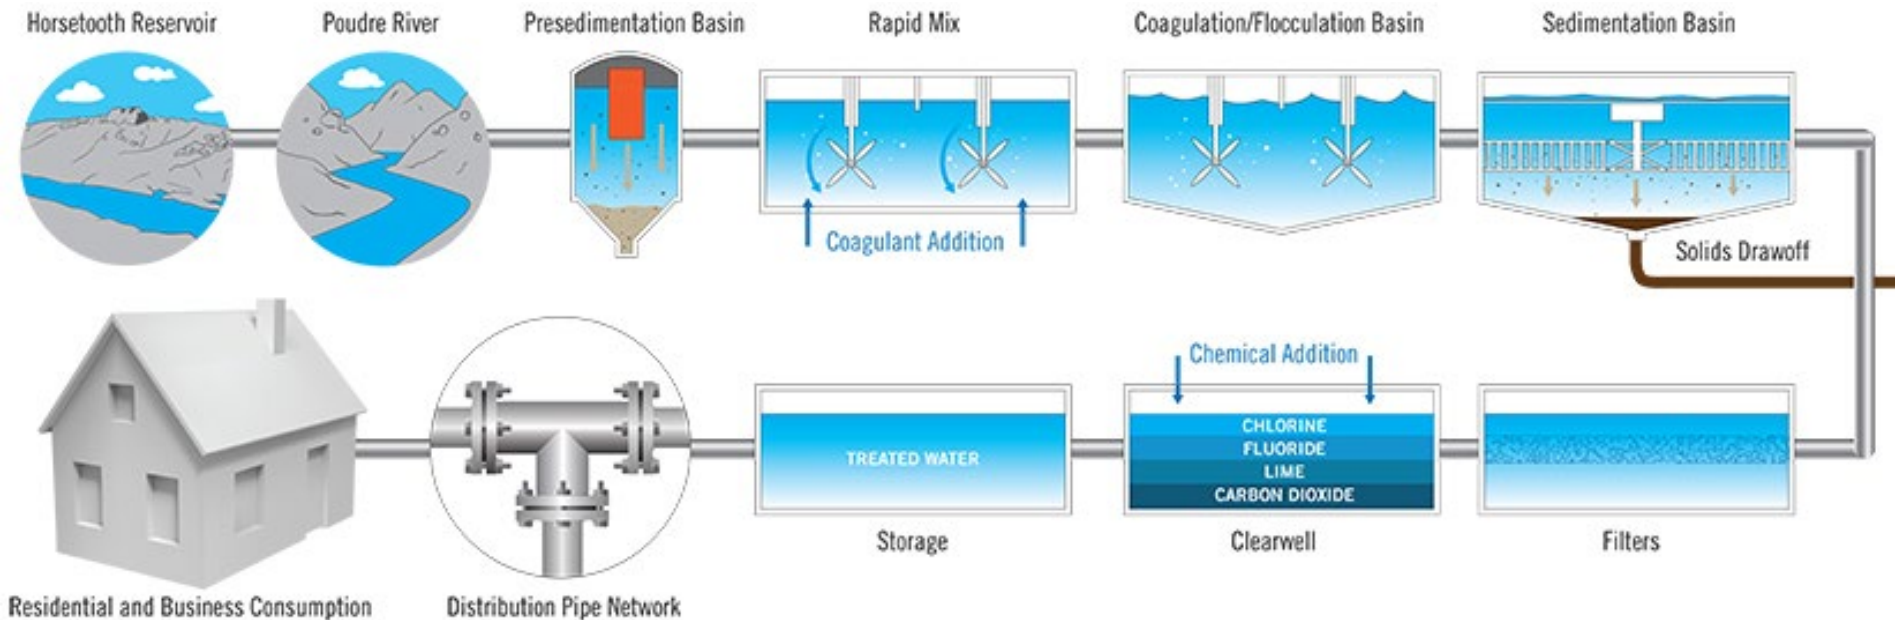 Horsetooth Reservoir
Poudre River
Presedimentation Basin
Rapid Mix
Coagulation/Flocculation Basin
Sedimentation Basin
Coagulant Addition
Solids Drawoff
Chemical Addition
TREATED WATER
CHLORINE
FLUORIDE
LIME
CARBON DIOXIDE
Storage
Clearwell
Filters
Residential and Business Consumption
Distribution Pipe Network